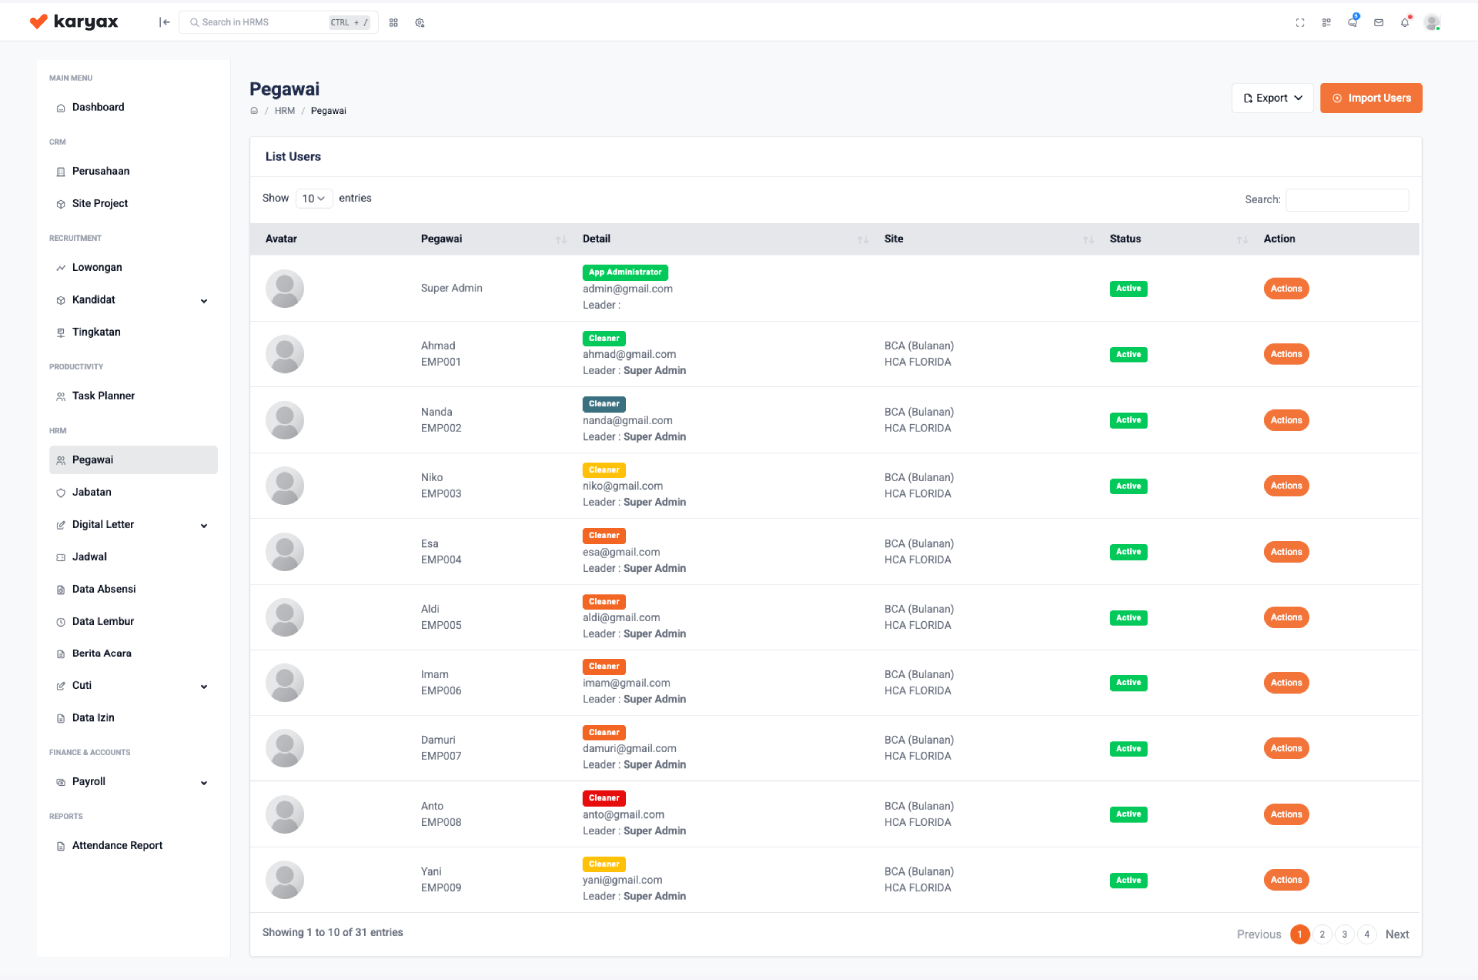 karyax
Search in HRMS
CTRL + /
5
MAIN MENU
Dashboard
CRM
Perusahaan
Site Project
RECRUITMENT
Lowongan
Kandidat
Tingkatan
PRODUCTIVITY
Task Planner
HRM
Pegawai
Jabatan
Digital Letter
Jadwal
Data Absensi
Data Lembur
Berita Acara
Cuti
Data Izin
FINANCE & ACCOUNTS
Payroll
REPORTS
Attendance Report
Pegawai
/ HRM / Pegawai
Export
Import Users
List Users
Show 10 entries
Search:
Avatar Pegawai Detail Site Status Action
App Administrator
Super Admin admin@gmail.com Active Actions
Leader :
Cleaner
Ahmad ahmad@gmail.com BCA (Bulanan) Active Actions
EMP001 Leader : Super Admin HCA FLORIDA
Cleaner
Nanda nanda@gmail.com BCA (Bulanan) Active Actions
EMP002 Leader : Super Admin HCA FLORIDA
Cleaner
Niko niko@gmail.com BCA (Bulanan) Active Actions
EMP003 Leader : Super Admin HCA FLORIDA
Cleaner
Esa esa@gmail.com BCA (Bulanan) Active Actions
EMP004 Leader : Super Admin HCA FLORIDA
Cleaner
Aldi aldi@gmail.com BCA (Bulanan) Active Actions
EMP005 Leader : Super Admin HCA FLORIDA
Cleaner
Imam imam@gmail.com BCA (Bulanan) Active Actions
EMP006 Leader : Super Admin HCA FLORIDA
Cleaner
Damuri damuri@gmail.com BCA (Bulanan) Active Actions
EMP007 Leader : Super Admin HCA FLORIDA
Cleaner
Anto anto@gmail.com BCA (Bulanan) Active Actions
EMP008 Leader : Super Admin HCA FLORIDA
Cleaner
Yani yani@gmail.com BCA (Bulanan) Active Actions
EMP009 Leader : Super Admin HCA FLORIDA
Showing 1 to 10 of 31 entries
Previous 1 2 3 4 Next